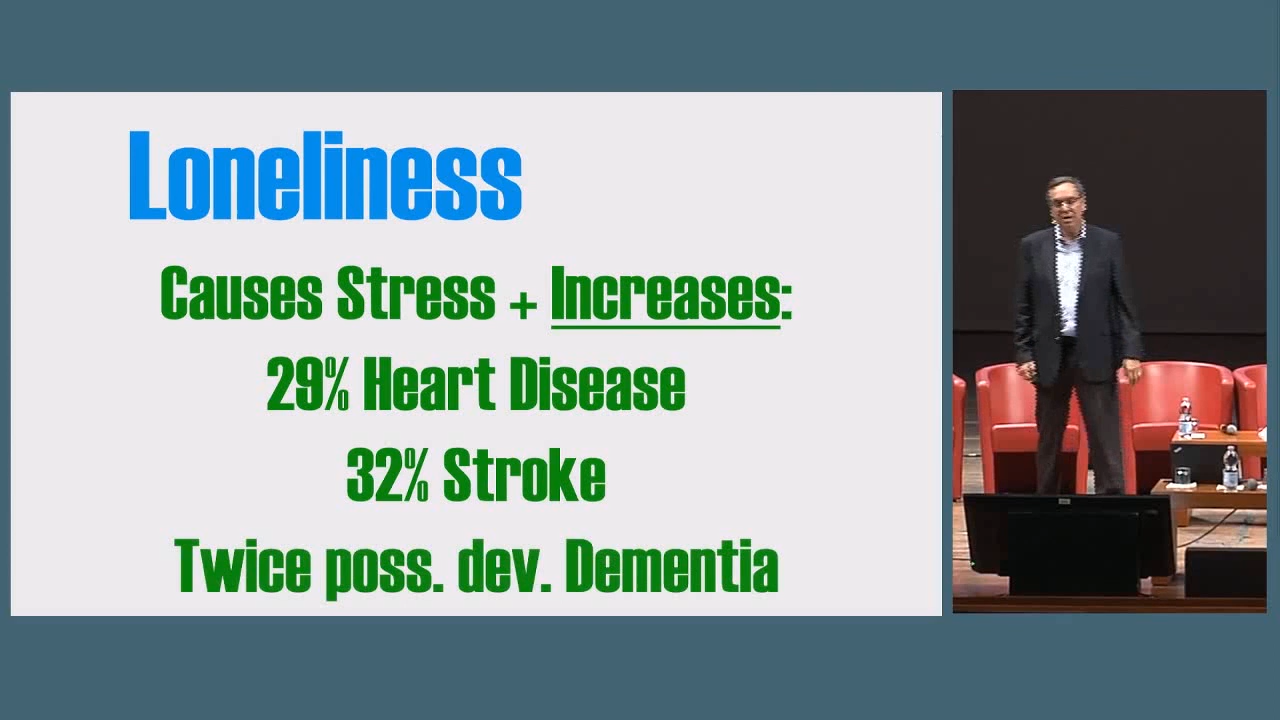 Loneliness
Causes Stress + Increases:
29% Heart Disease
32% Stroke
Twice poss. dev. Dementia